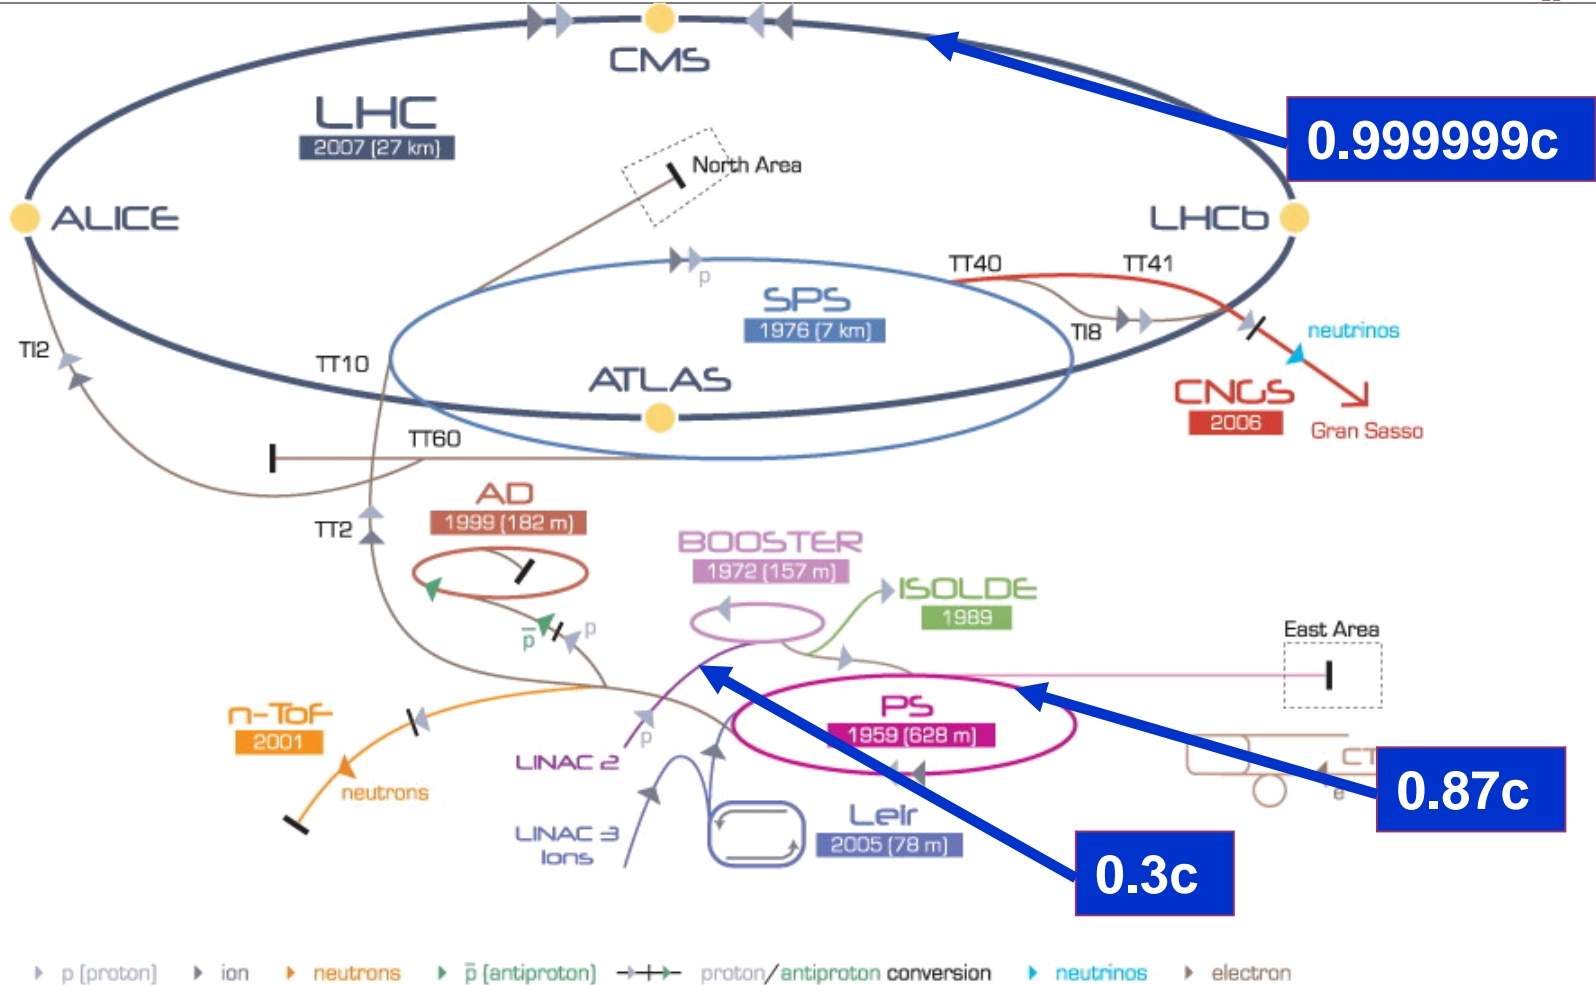 CMS
LHC
2007 (27 km)
0.999999c
North Area
ALICE
LHCb
TT40
TT41
p
SPS
1976 (7 km)
TI8
neutrinos
TI2
TT10
ATLAS
CNGS
2006
Gran Sasso
TT60
AD
1999 (182 m)
TT2
BOOSTER
1972 (157 m)
ISOLDE
1989
p̅
p
East Area
n-ToF
2001
PS
1959 (628 m)
p
LINAC 2
neutrons
CT
e
0.87c
LINAC 3
Ions
Leir
2005 (78 m)
0.3c
p (proton)
ion
neutrons
p̅ (antiproton)
proton/antiproton conversion
neutrinos
electron